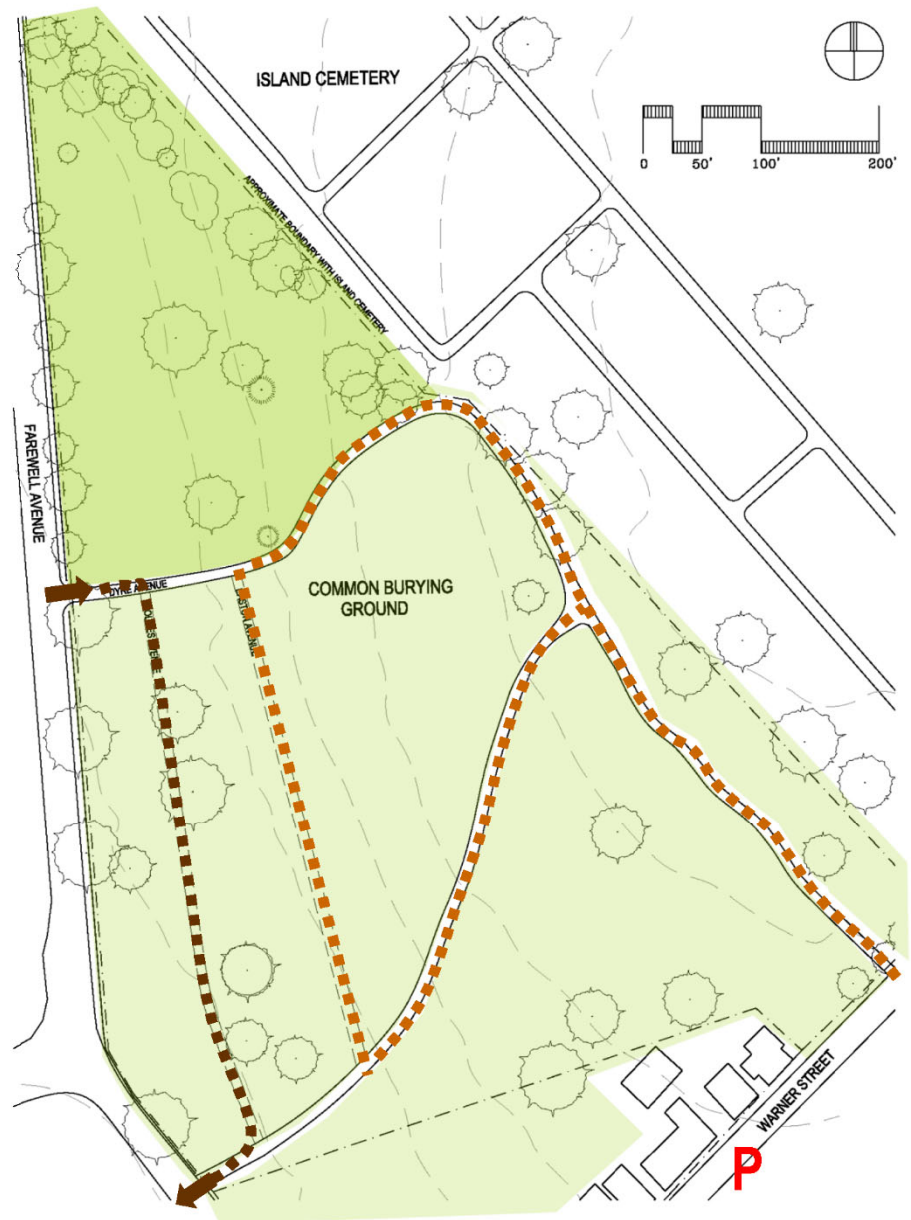 ISLAND CEMETERY
0 50' 100' 200'
APPROXIMATE BOUNDARY WITH ISLAND CEMETERY
FAREWELL AVENUE
DYRE AVENUE
COMMON BURYING
GROUND
AVENUE
WARNER STREET
P